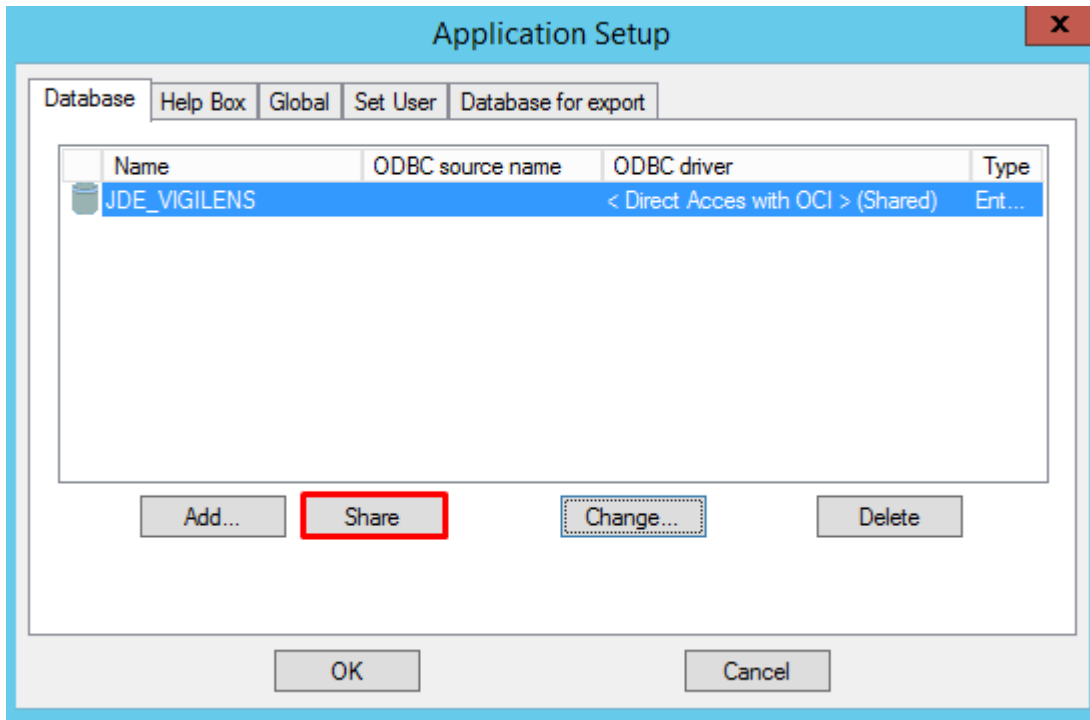 Application Setup
x
Database Help Box Global Set User Database for export
Name ODBC source name ODBC driver Type
JDE_VIGILENS < Direct Acces with OCI > (Shared) Ent...
Add... Share Change... Delete
OK Cancel